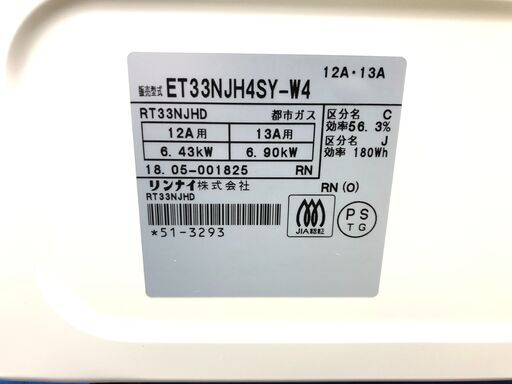 12A・13A
販売型式 ET33NJH4SY-W4
RT33NJHD 都市ガス
12A用 13A用
6.43kW 6.90kW
18.05-001825 RN
区分名 C
効率56.3%
区分名 J
効率 180Wh
リンナイ株式会社
RT33NJHD
RN(O)
*51-3293
JIA認証
PS
TG